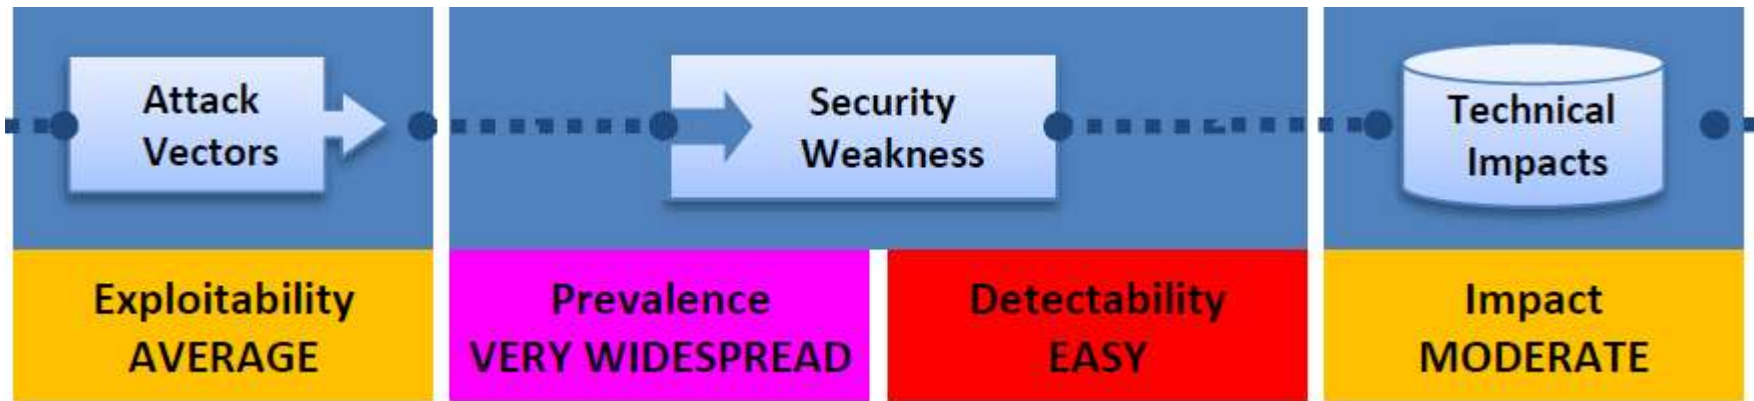 Attack
Vectors
Security
Weakness
Technical
Impacts
Exploitability
AVERAGE
Prevalence
VERY WIDESPREAD
Detectability
EASY
Impact
MODERATE